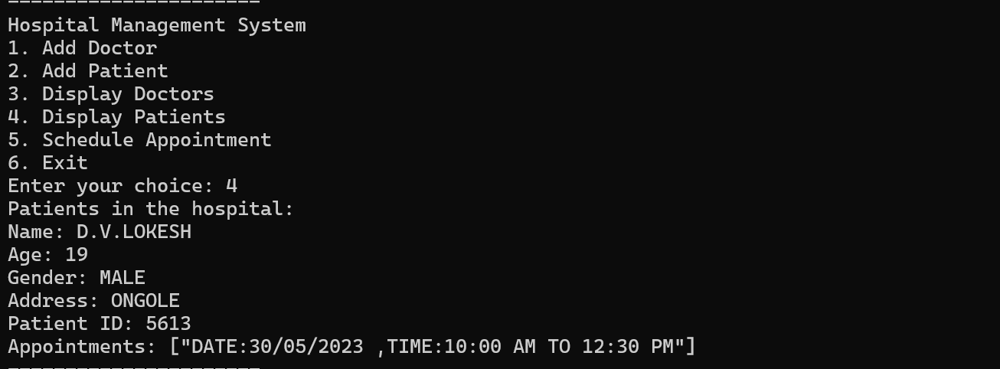 ----------------------
Hospital Management System
1. Add Doctor
2. Add Patient
3. Display Doctors
4. Display Patients
5. Schedule Appointment
6. Exit
Enter your choice: 4
Patients in the hospital:
Name: D.V.LOKESH
Age: 19
Gender: MALE
Address: ONGOLE
Patient ID: 5613
Appointments: ["DATE:30/05/2023 ,TIME:10:00 AM TO 12:30 PM"]
----------------------